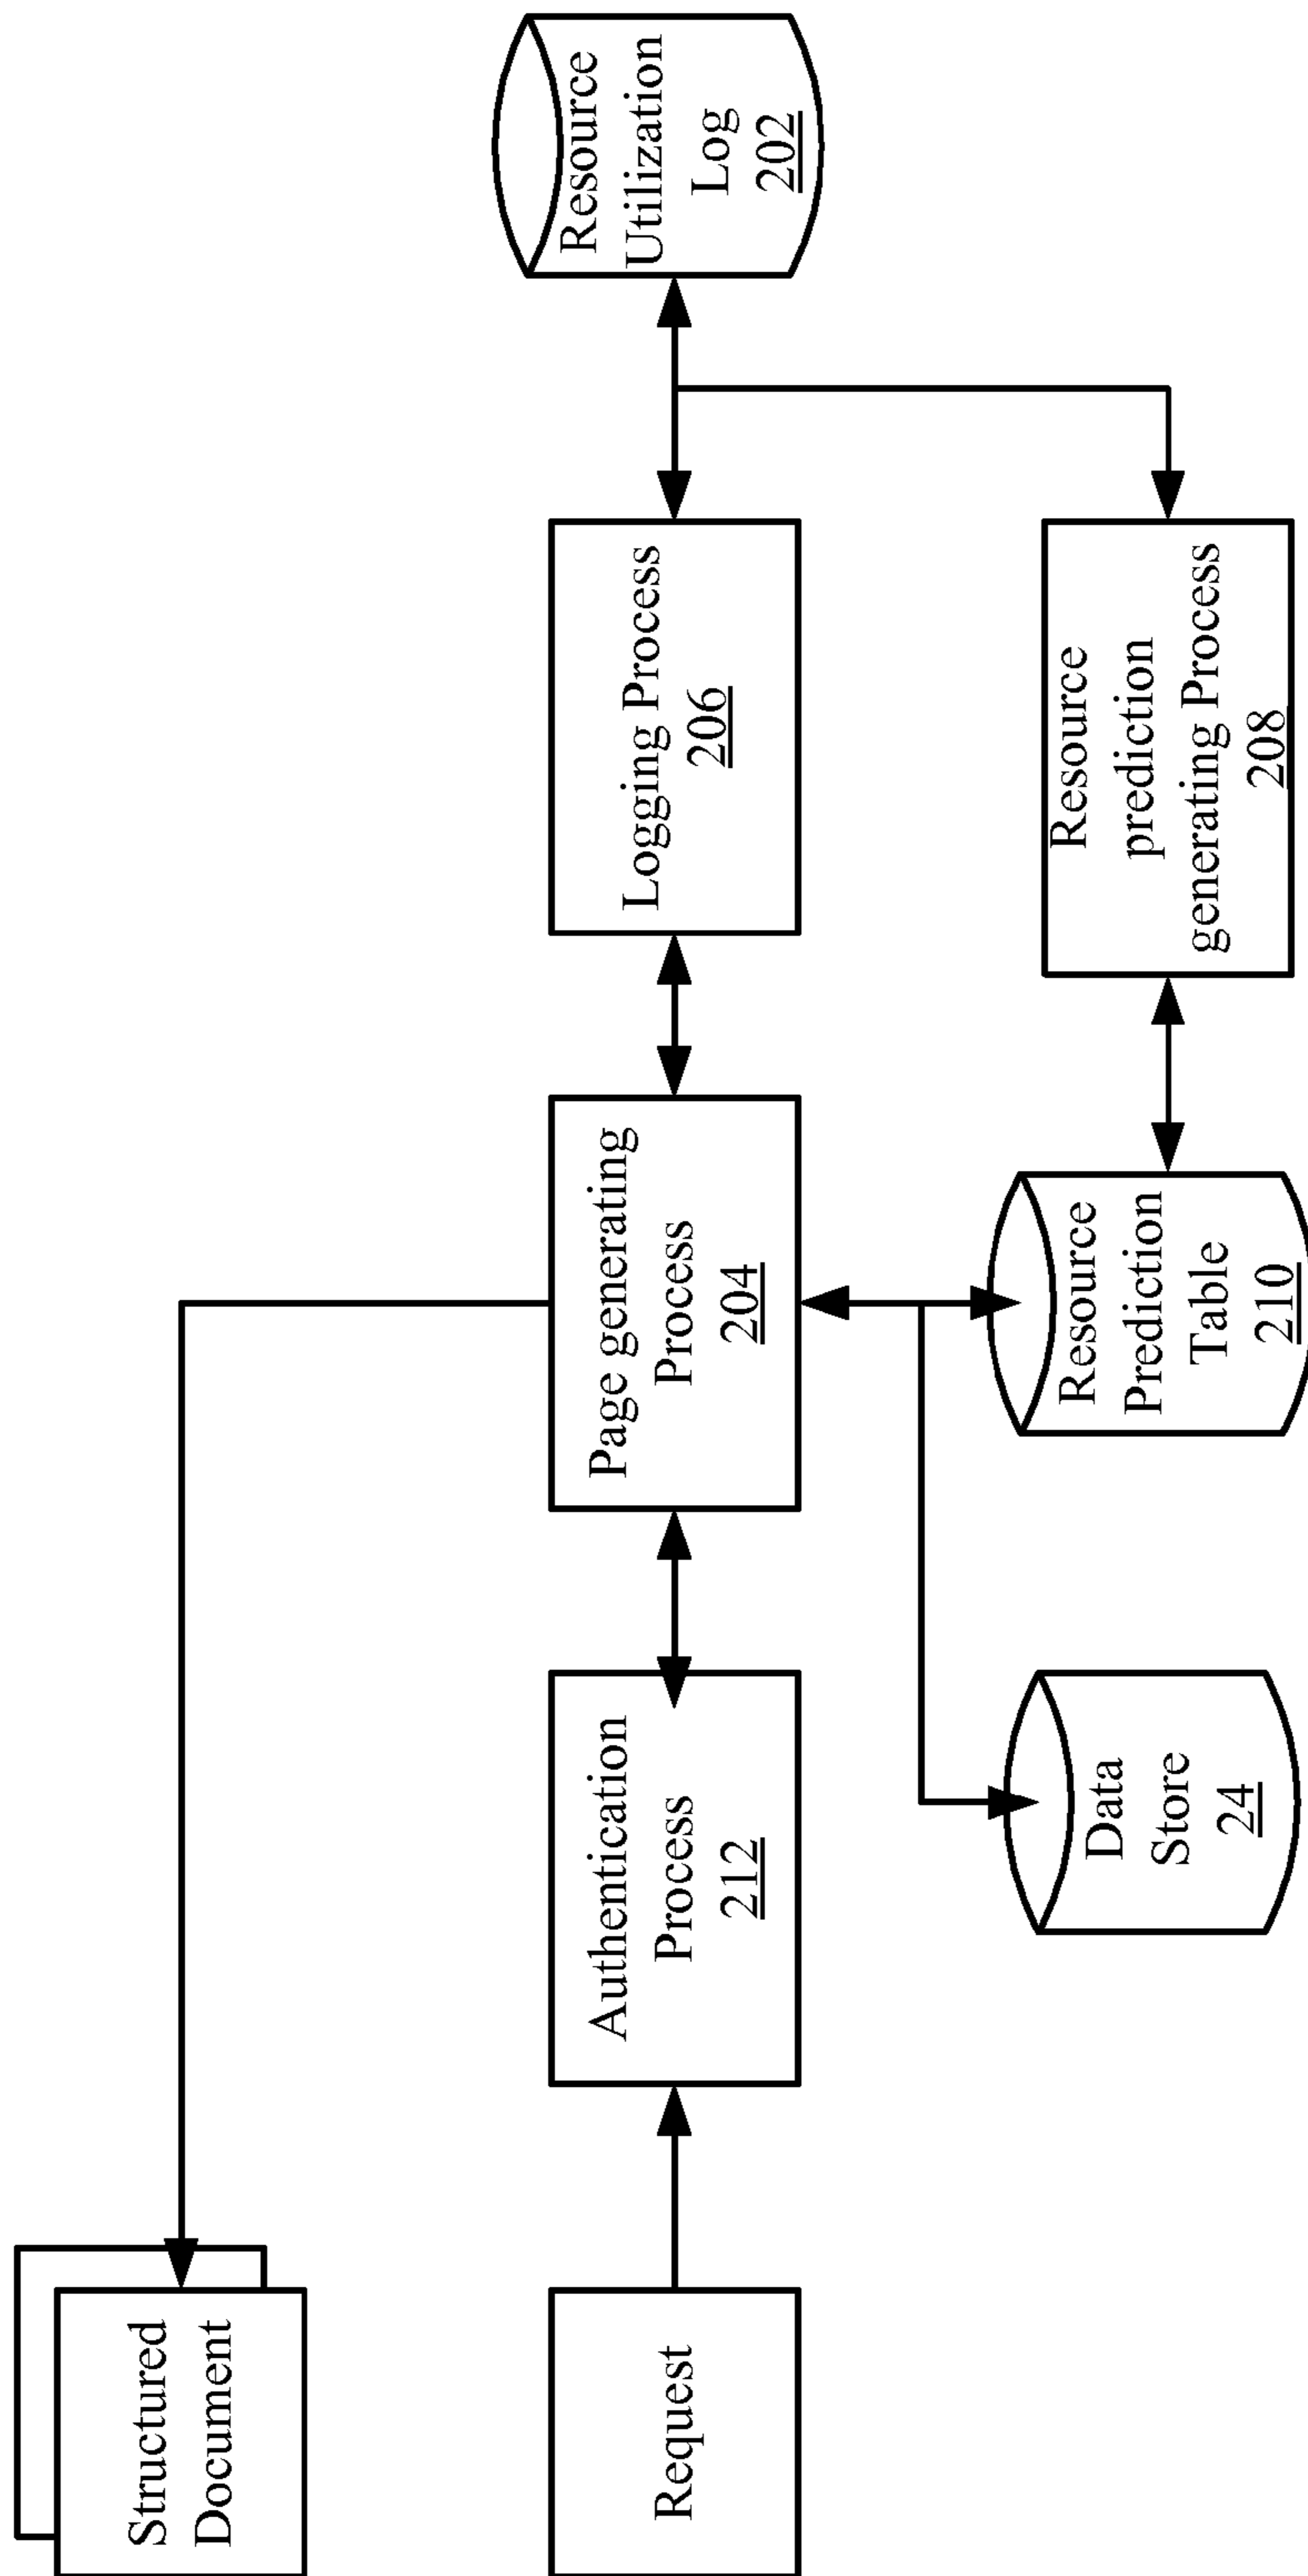 Structured
Document
Request
Authentication
Process
212
Page generating
Process
204
Logging Process
206
Resource
Utilization
Log
202
Data
Store
24
Resource
Prediction
Table
210
Resource
prediction
generating Process
208